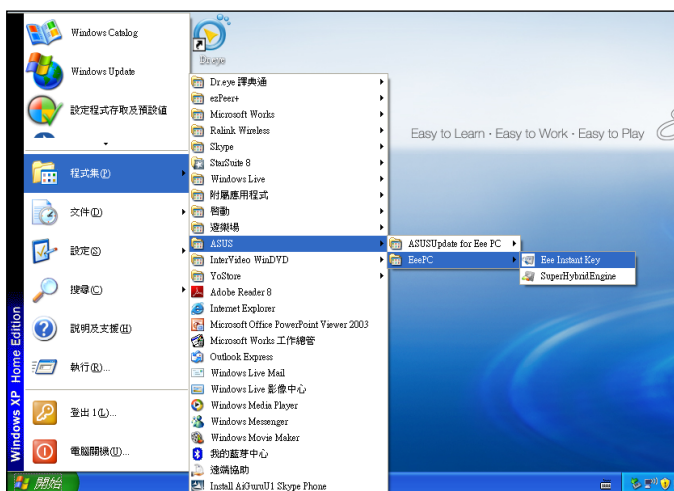 Windows Catalog
Windows Update
設定程式存取及預設値
程式集(P)
文件(D)
設定(S)
搜尋(C)
說明及支援(H)
執行(R)...
登出 1(L)...
電腦關機(U)...
Windows XP Home Edition
開始
Dr.eye
Dr.eye 譯典通
ezPeer+
Microsoft Works
Ralink Wireless
Skype
StarSuite 8
Windows Live
附屬應用程式
啟動
遊樂場
ASUS
InterVideo WinDVD
YoStore
Adobe Reader 8
Internet Explorer
Microsoft Office PowerPoint Viewer 2003
Microsoft Works 工作總管
Outlook Express
Windows Live Mail
Windows Live 影像中心
Windows Media Player
Windows Messenger
Windows Movie Maker
我的藍芽中心
遠端協助
Install AiGuruU1 Skype Phone
ASUSUpdate for Eee PC
EeePC
Eee Instant Key
SuperHybridEngine
Easy to Learn · Easy to Work · Easy to Play